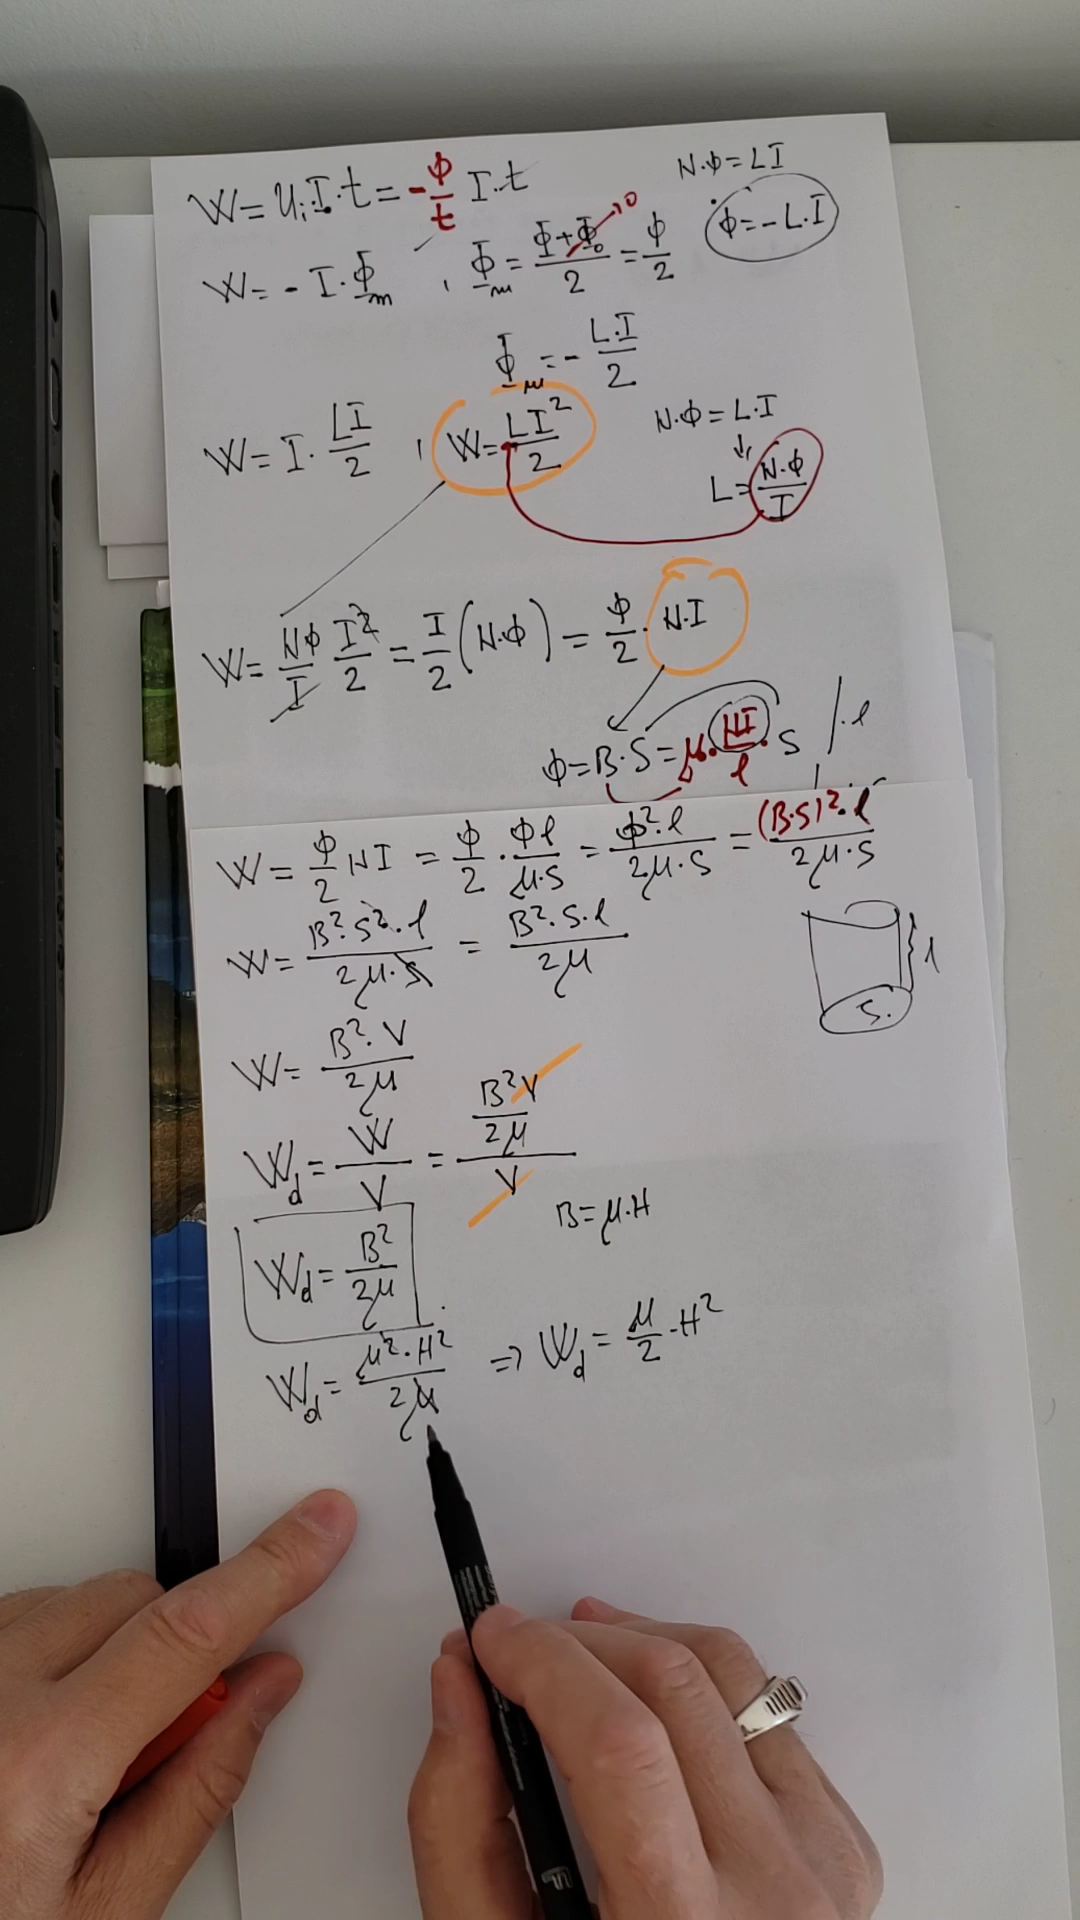 W = Ui·I·t = -Φ/t I·t
N·Φ = LI
Φ = -L·I
W = - I·Φm , Φm = (Φ+Φo)/2 = Φ/2
0
Φm = - L·I/2
W = I · LI/2 , W = LI²/2
N·Φ = L·I
L = N·Φ/I
W = NΦ/I I²/2 = I/2 (N·Φ) = Φ/2 · N·I
Φ = B·S = μ· NI/l · S /·l
W = Φ/2 NI = Φ/2 · Φl/μ·S = Φ²·l/2μ·S = (B·S)²·l/2μ·S
W = B²·S²·l/2μ·S = B²·S·l/2μ
l
S.
W = B²·V/2μ
Wd = W/V = B²V/2μ/V
B = μ·H
Wd = B²/2μ
Wd = μ²·H²/2μ => Wd = μ/2 · H²